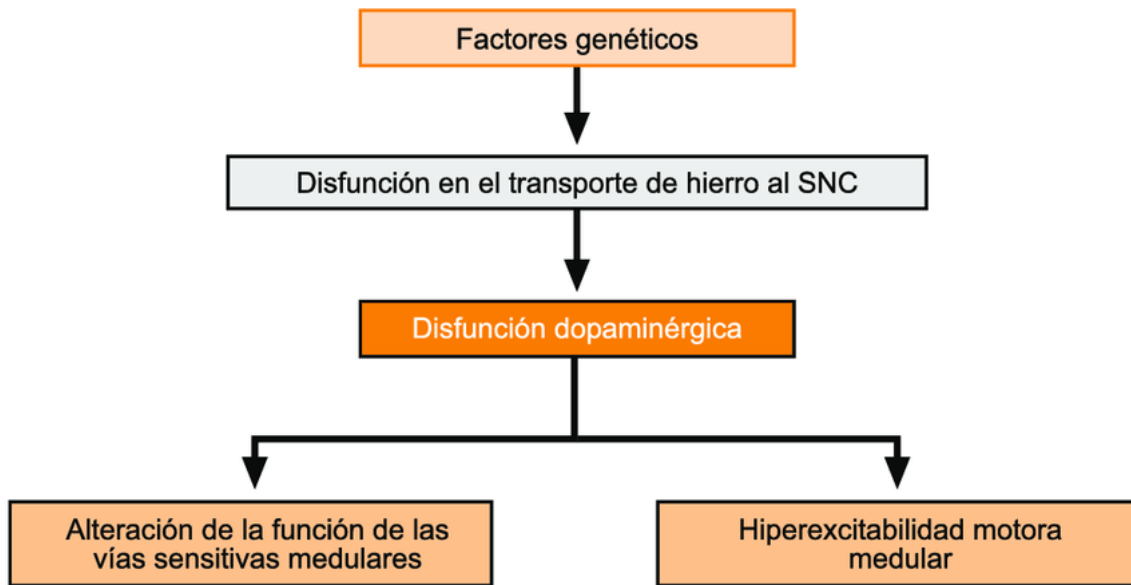 Factores genéticos
Disfunción en el transporte de hierro al SNC
Disfunción dopaminérgica
Alteración de la función de las
vías sensitivas medulares
Hiperexcitabilidad motora
medular